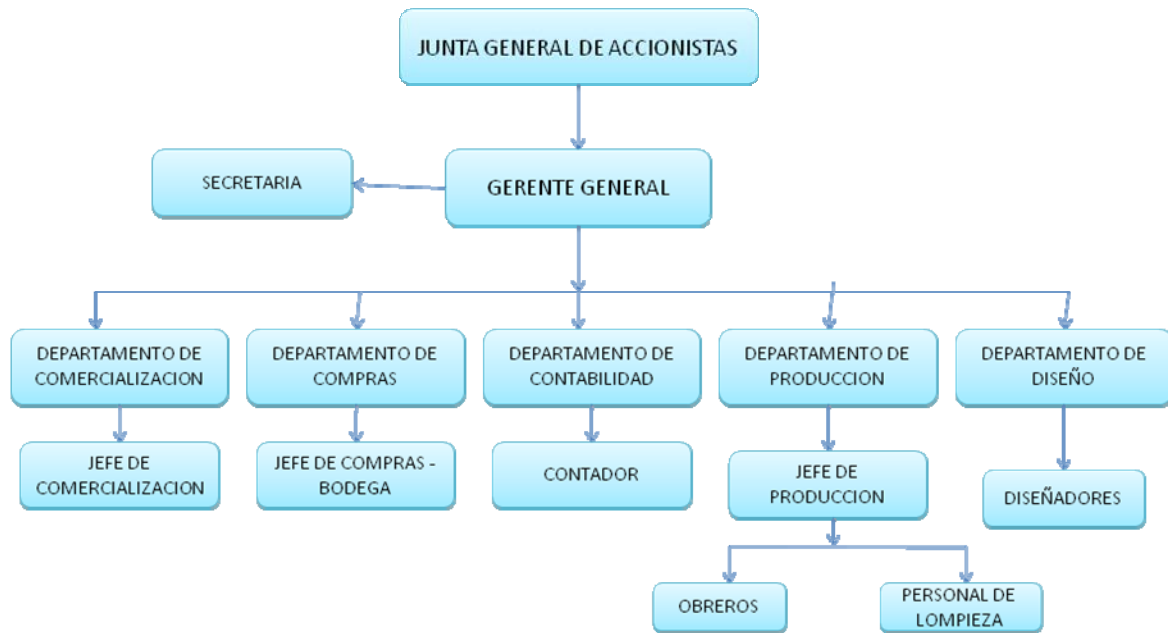 JUNTA GENERAL DE ACCIONISTAS
SECRETARIA
GERENTE GENERAL
DEPARTAMENTO DE
COMERCIALIZACION
DEPARTAMENTO DE
COMPRAS
DEPARTAMENTO DE
CONTABILIDAD
DEPARTAMENTO DE
PRODUCCION
DEPARTAMENTO DE
DISEÑO
JEFE DE
COMERCIALIZACION
JEFE DE COMPRAS -
BODEGA
CONTADOR
JEFE DE
PRODUCCION
DISEÑADORES
OBREROS
PERSONAL DE
LOMPIEZA